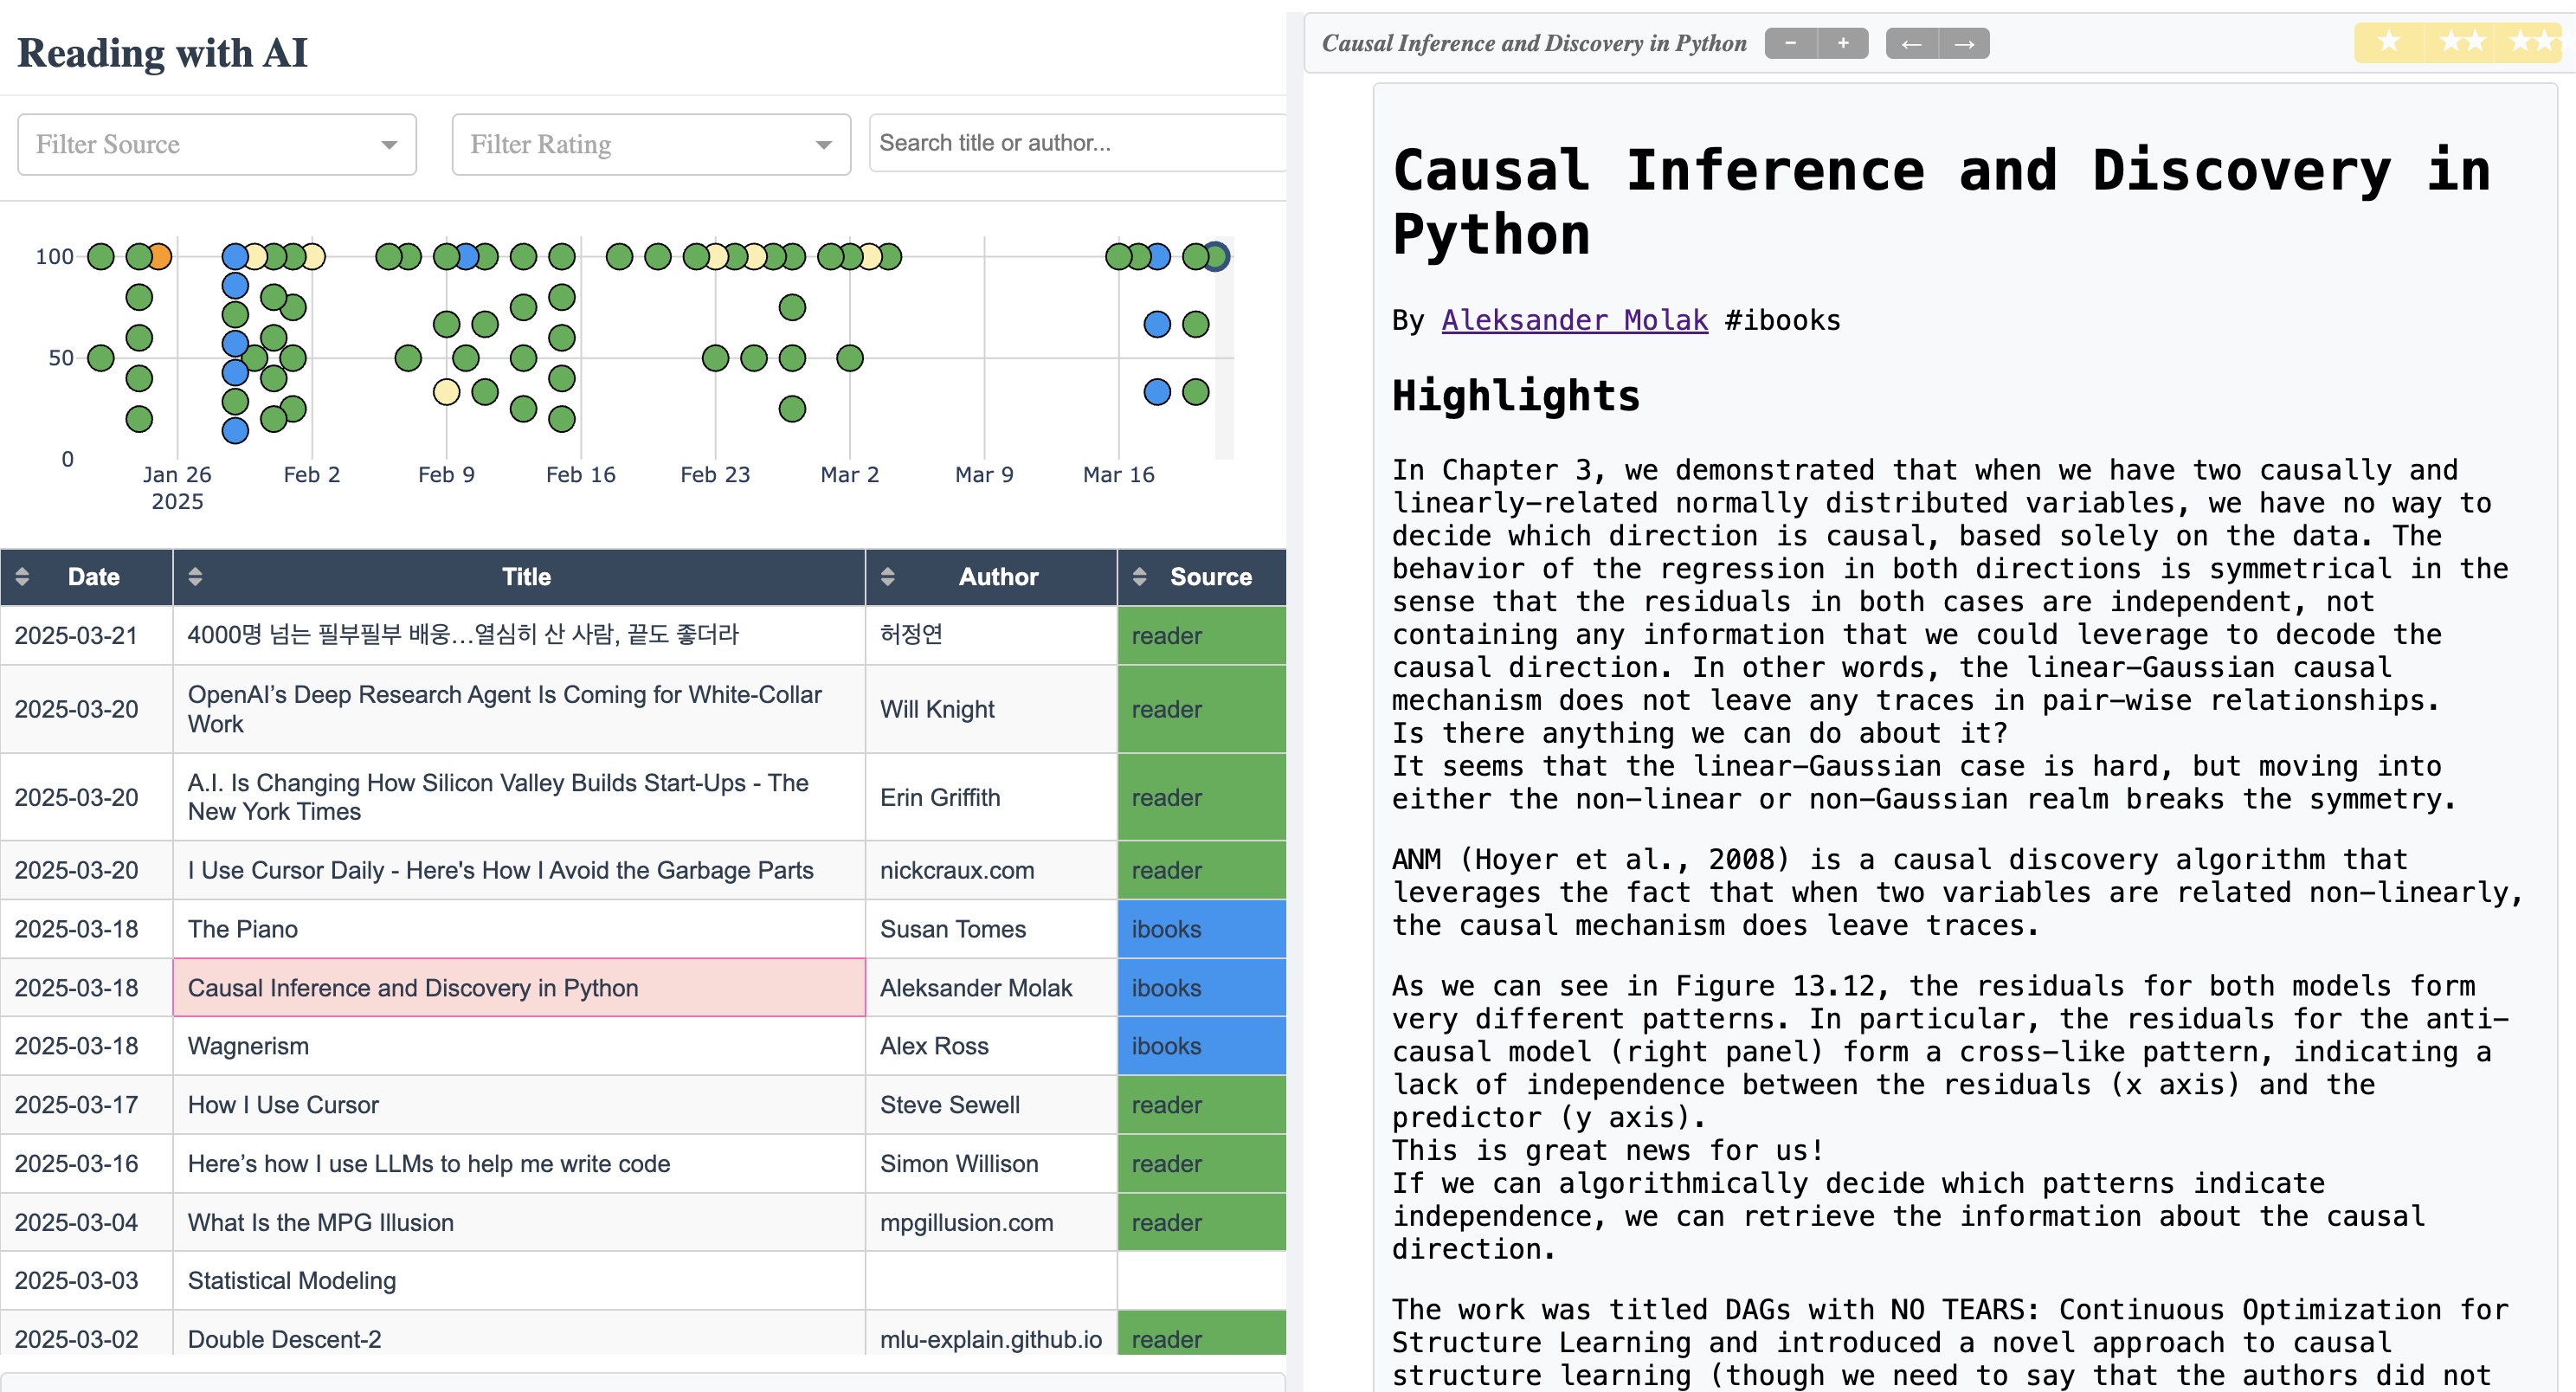 Reading with AI
Filter Source
Filter Rating
Search title or author...
100
50
0
Jan 26
2025
Feb 2
Feb 9
Feb 16
Feb 23
Mar 2
Mar 9
Mar 16
Date Title Author Source
2025-03-21 4000명 넘는 필부필부 배웅…열심히 산 사람, 끝도 좋더라 허정연 reader
2025-03-20 OpenAI’s Deep Research Agent Is Coming for White-Collar
Work Will Knight reader
2025-03-20 A.I. Is Changing How Silicon Valley Builds Start-Ups - The
New York Times Erin Griffith reader
2025-03-20 I Use Cursor Daily - Here's How I Avoid the Garbage Parts nickcraux.com reader
2025-03-18 The Piano Susan Tomes ibooks
2025-03-18 Causal Inference and Discovery in Python Aleksander Molak ibooks
2025-03-18 Wagnerism Alex Ross ibooks
2025-03-17 How I Use Cursor Steve Sewell reader
2025-03-16 Here’s how I use LLMs to help me write code Simon Willison reader
2025-03-04 What Is the MPG Illusion mpgillusion.com reader
2025-03-03 Statistical Modeling
2025-03-02 Double Descent-2 mlu-explain.github.io reader
Causal Inference and Discovery in Python − + ← → ★ ★★ ★★
Causal Inference and Discovery in
Python
By Aleksander Molak #ibooks
Highlights
In Chapter 3, we demonstrated that when we have two causally and
linearly-related normally distributed variables, we have no way to
decide which direction is causal, based solely on the data. The
behavior of the regression in both directions is symmetrical in the
sense that the residuals in both cases are independent, not
containing any information that we could leverage to decode the
causal direction. In other words, the linear-Gaussian causal
mechanism does not leave any traces in pair-wise relationships.
Is there anything we can do about it?
It seems that the linear-Gaussian case is hard, but moving into
either the non-linear or non-Gaussian realm breaks the symmetry.
ANM (Hoyer et al., 2008) is a causal discovery algorithm that
leverages the fact that when two variables are related non-linearly,
the causal mechanism does leave traces.
As we can see in Figure 13.12, the residuals for both models form
very different patterns. In particular, the residuals for the anti-
causal model (right panel) form a cross-like pattern, indicating a
lack of independence between the residuals (x axis) and the
predictor (y axis).
This is great news for us!
If we can algorithmically decide which patterns indicate
independence, we can retrieve the information about the causal
direction.
The work was titled DAGs with NO TEARS: Continuous Optimization for
Structure Learning and introduced a novel approach to causal
structure learning (though we need to say that the authors did not